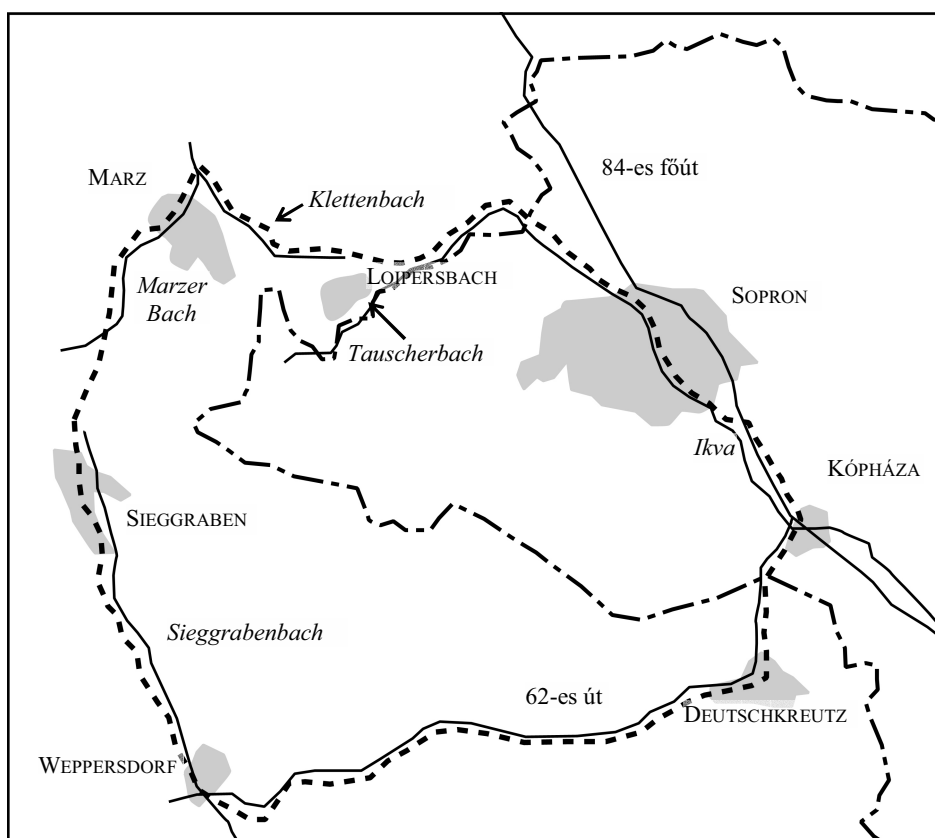 84-es főút
MARZ
Klettenbach
LOIPERSBACH
Marzer
Bach
SOPRON
Tauscherbach
Ikva
KÓPHÁZA
SIEGGRABEN
Sieggrabenbach
62-es út
DEUTSCHKREUTZ
WEPPERSDORF